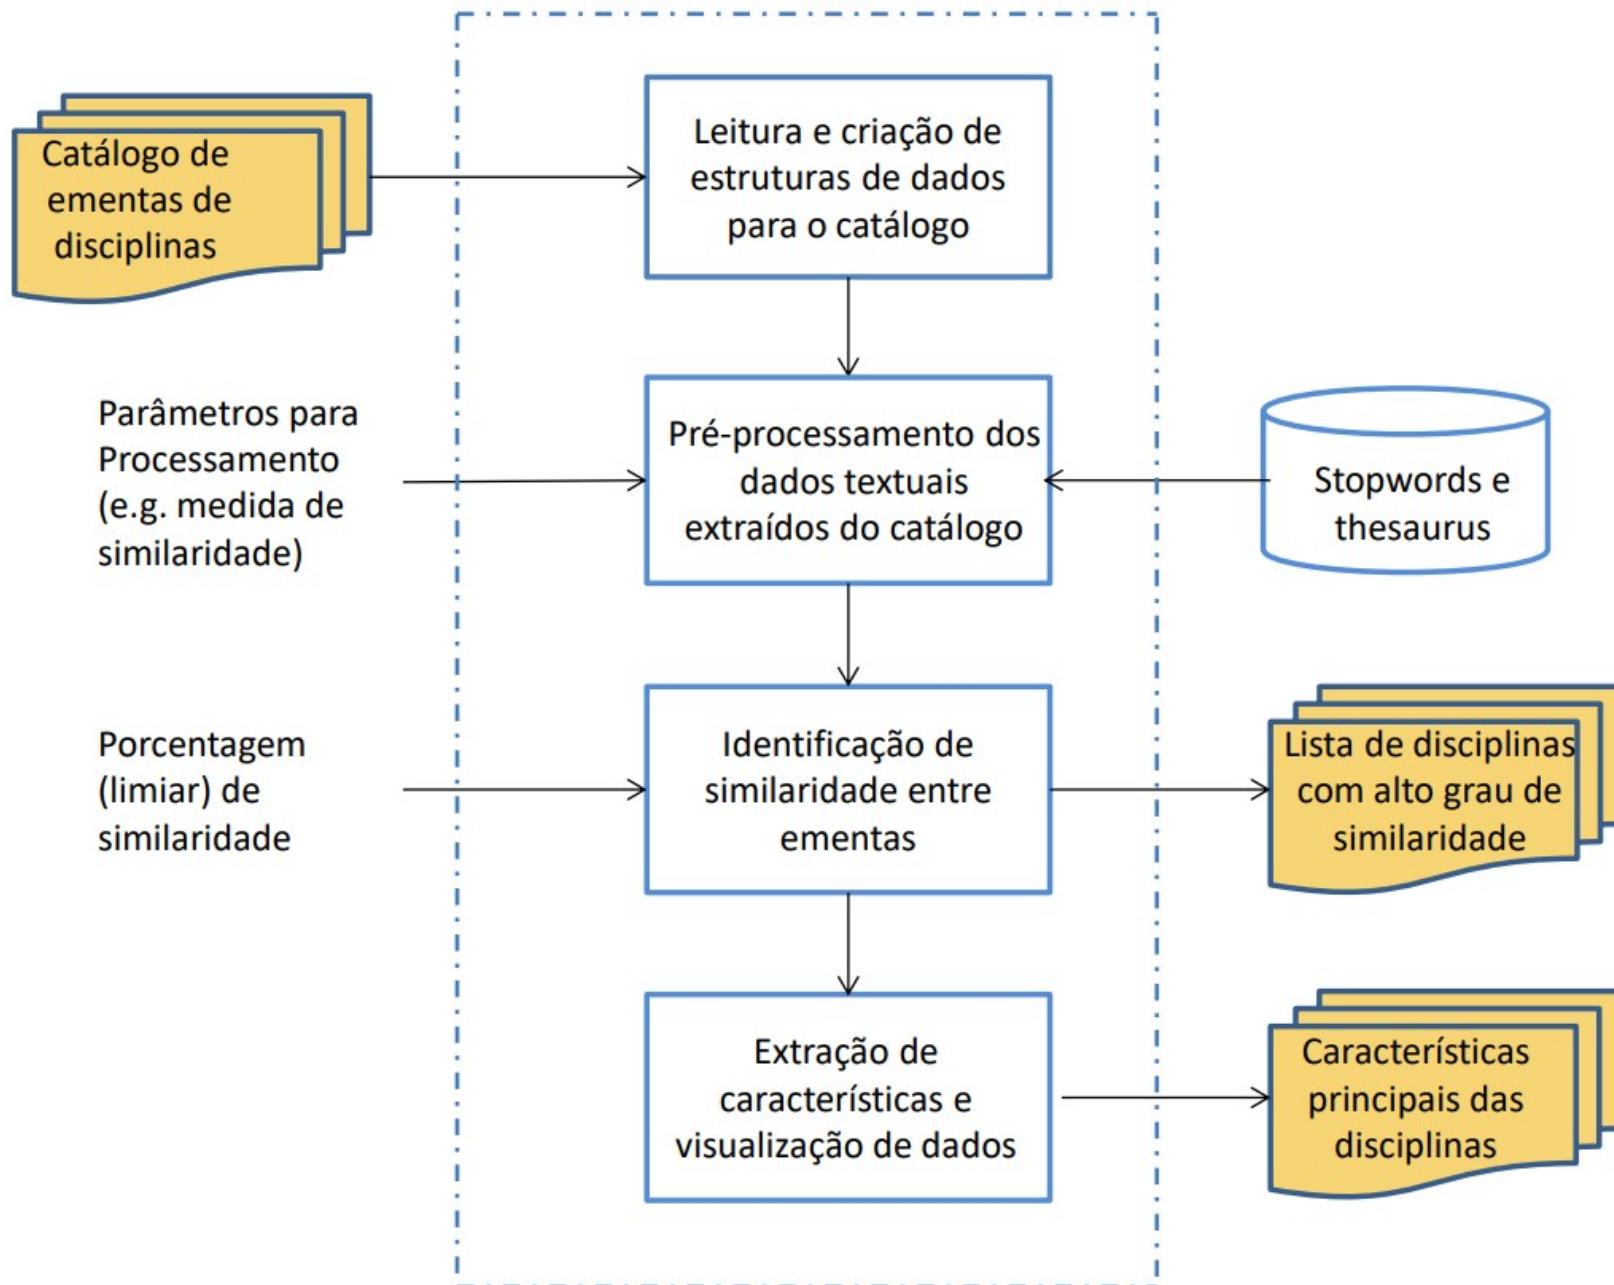 Catálogo de
ementas de
disciplinas
Leitura e criação de
estruturas de dados
para o catálogo
Parâmetros para
Processamento
(e.g. medida de
similaridade)
Pré-processamento dos
dados textuais
extraídos do catálogo
Stopwords e
thesaurus
Porcentagem
(limiar) de
similaridade
Identificação de
similaridade entre
ementas
Lista de disciplinas
com alto grau de
similaridade
Extração de
características e
visualização de dados
Características
principais das
disciplinas